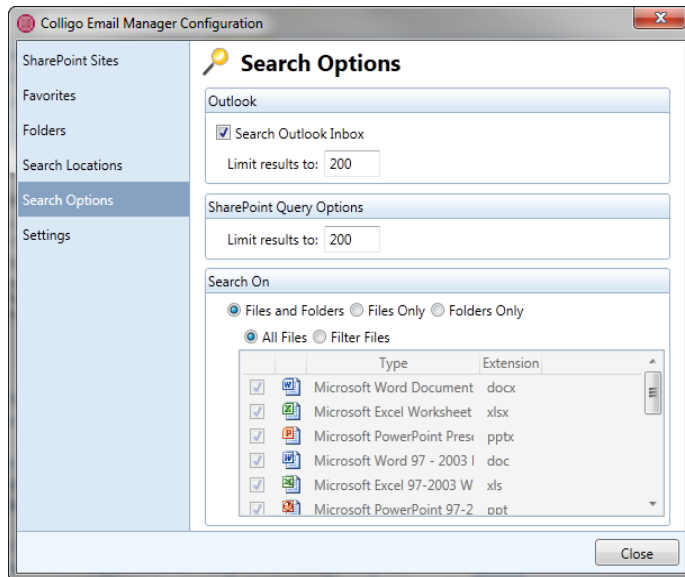 Colligo Email Manager Configuration
SharePoint Sites
Favorites
Folders
Search Locations
Search Options
Settings
Search Options
Outlook
Search Outlook Inbox
Limit results to: 200
SharePoint Query Options
Limit results to: 200
Search On
Files and Folders Files Only Folders Only
All Files Filter Files
Type Extension
Microsoft Word Document docx
Microsoft Excel Worksheet xlsx
Microsoft PowerPoint Pres pptx
Microsoft Word 97 - 2003 doc
Microsoft Excel 97-2003 W xls
Microsoft PowerPoint 97-2 ppt
Close